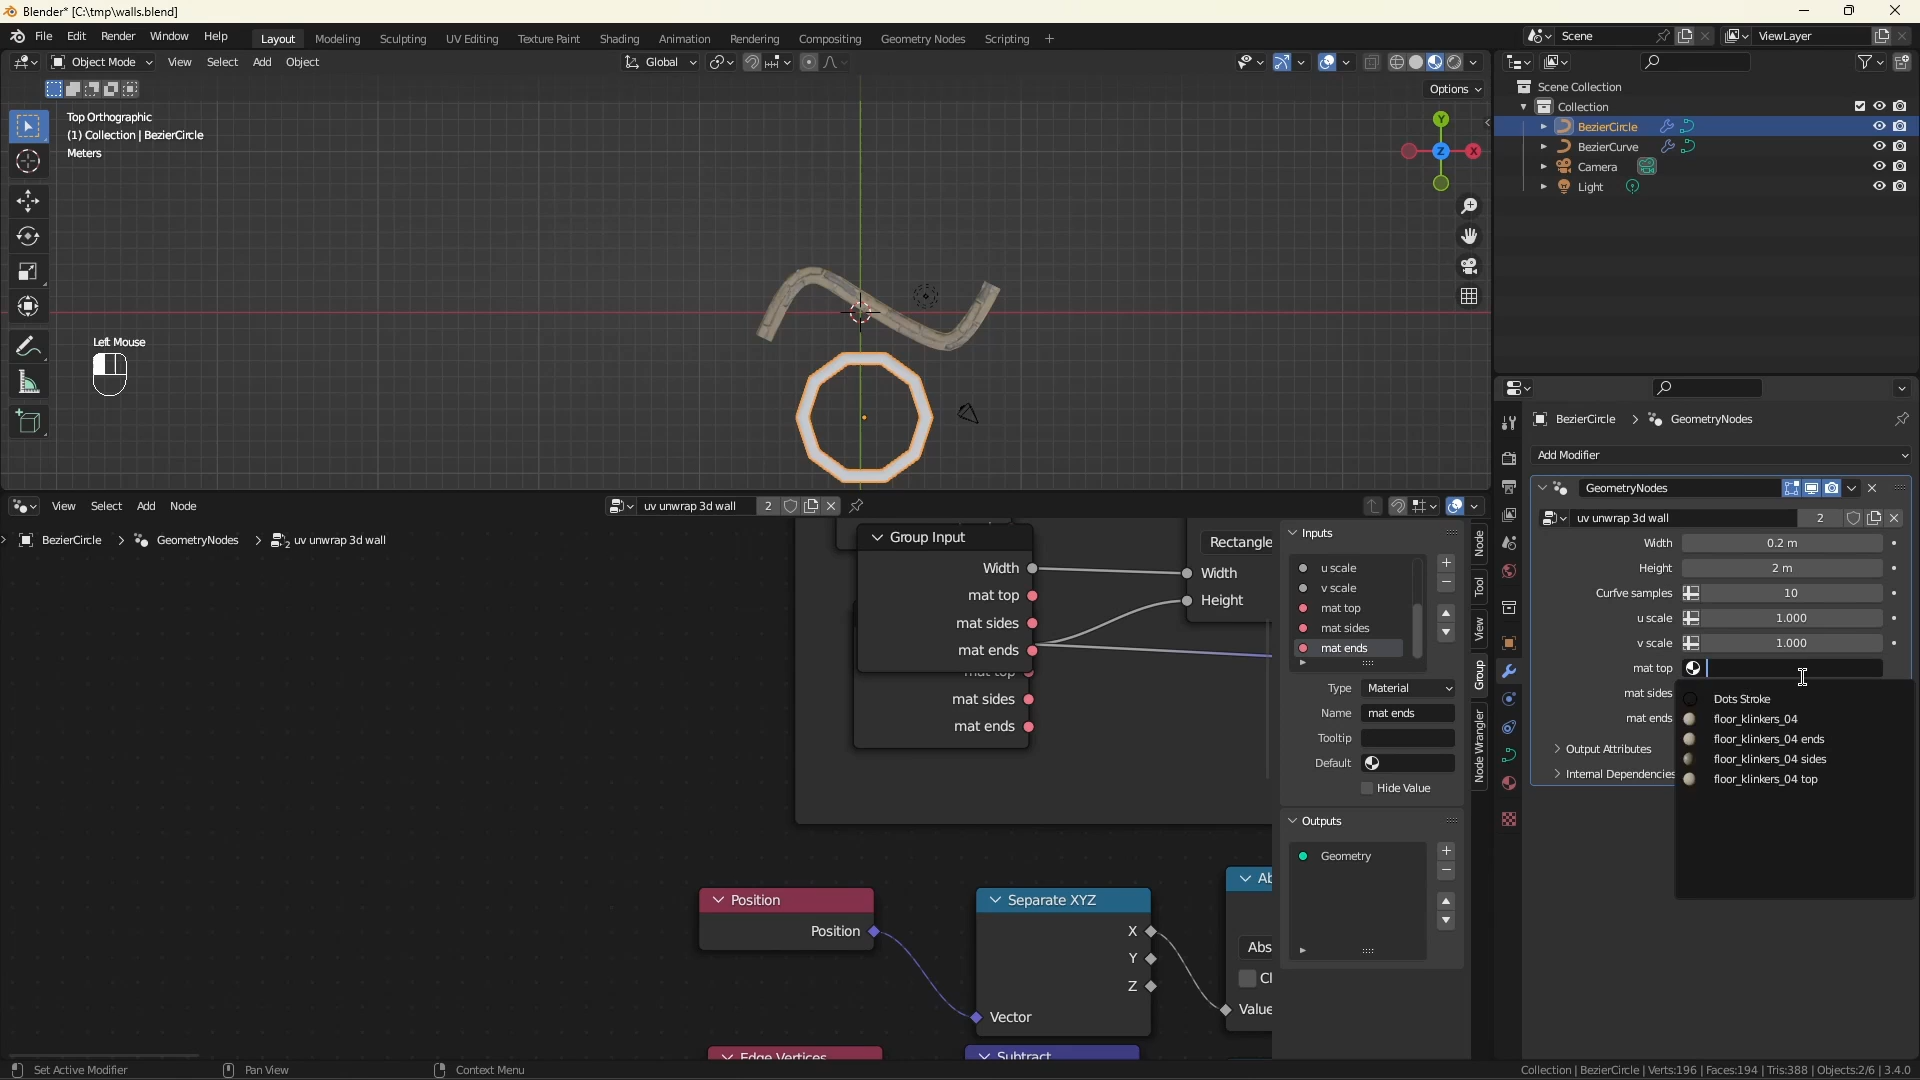 Blender* [C:\tmp\walls.blend]
File Edit Render Window Help
Layout Modeling Sculpting UV Editing Texture Paint Shading Animation Rendering Compositing Geometry Nodes Scripting +
Scene
ViewLayer
Object Mode View Select Add Object
Global
Options
Top Orthographic
(1) Collection | BezierCircle
Meters
Y
Z
X
Left Mouse
Scene Collection
Collection
BezierCircle
BezierCurve
Camera
Light
View Select Add Node
uv unwrap 3d wall 2
BezierCircle > GeometryNodes > 2 uv unwrap 3d wall
Group Input
Width
mat top
mat sides
mat ends
mat top
mat sides
mat ends
Rectangle
Width
Height
Position
Position
Separate XYZ
X
Y
Z
Vector
Ab
Abs
Cl
Value
Edge Vertices
Subtract
Inputs
u scale
v scale
mat top
mat sides
mat ends
Type Material
Name mat ends
Tooltip
Default
Hide Value
Outputs
Geometry
Node
Tool
View
Group
Node Wrangler
BezierCircle > GeometryNodes
Add Modifier
GeometryNodes
uv unwrap 3d wall 2
Width 0.2 m
Height 2 m
Curfve samples 10
u scale 1.000
v scale 1.000
mat top
mat sides
mat ends
Output Attributes
Internal Dependencies
Dots Stroke
floor_klinkers_04
floor_klinkers_04 ends
floor_klinkers_04 sides
floor_klinkers_04 top
Set Active Modifier Pan View Context Menu
Collection | BezierCircle | Verts:196 | Faces:194 | Tris:388 | Objects:2/6 | 3.4.0